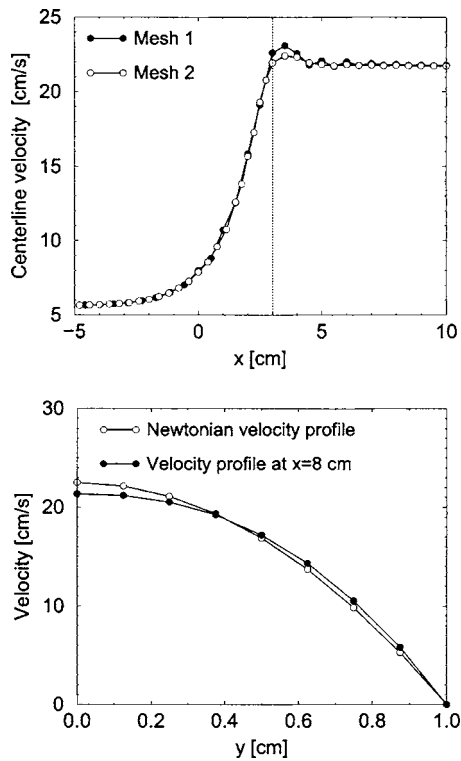 25
20
15
10
5
Centerline velocity [cm/s]
Mesh 1
Mesh 2
−5 0 5 10
x [cm]
30
20
10
0
Velocity [cm/s]
Newtonian velocity profile
Velocity profile at x=8 cm
0.0 0.2 0.4 0.6 0.8 1.0
y [cm]